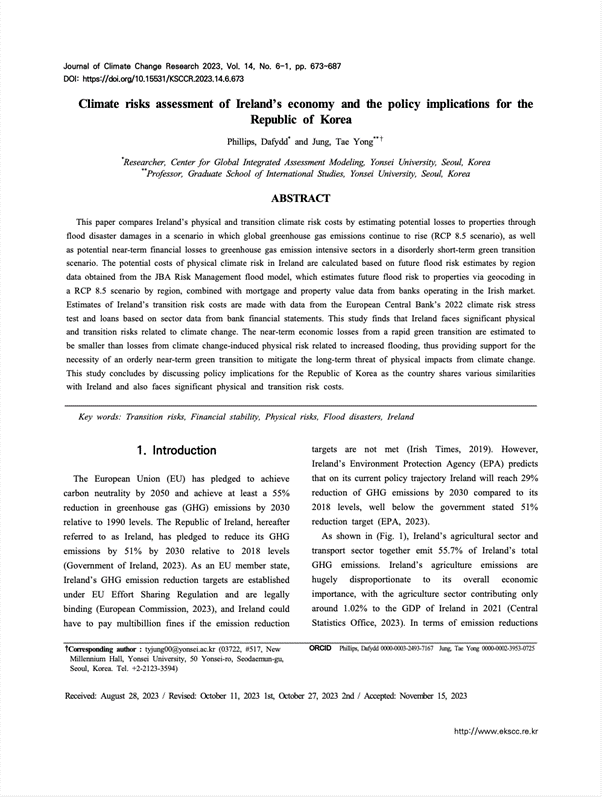 Journal of Climate Change Research 2023, Vol. 14, No. 6-1, pp. 673~687
DOI: https://doi.org/10.15531/KSCCR.2023.14.6.673
Climate risks assessment of Ireland's economy and the policy implications for the
Republic of Korea
Phillips, Dafydd* and Jung, Tae Yong**†
*Researcher, Center for Global Integrated Assessment Modeling, Yonsei University, Seoul, Korea
**Professor, Graduate School of International Studies, Yonsei University, Seoul, Korea
ABSTRACT
This paper compares Ireland's physical and transition climate risk costs by estimating potential losses to properties through
flood disaster damages in a scenario in which global greenhouse gas emissions continue to rise (RCP 8.5 scenario), as well
as potential near-term financial losses to greenhouse gas emission intensive sectors in a disorderly short-term green transition
scenario. The potential costs of physical climate risk in Ireland are calculated based on future flood risk estimates by region
data obtained from the JBA Risk Management flood model, which estimates future flood risk to properties via geocoding in
a RCP 8.5 scenario by region, combined with mortgage and property value data from banks operating in the Irish market.
Estimates of Ireland's transition risk costs are made with data from the European Central Bank's 2022 climate risk stress
test and loans based on sector data from bank financial statements. This study finds that Ireland faces significant physical
and transition risks related to climate change. The near-term economic losses from a rapid green transition are estimated to
be smaller than losses from climate change-induced physical risk related to increased flooding, thus providing support for the
necessity of an orderly near-term green transition to mitigate the long-term threat of physical impacts from climate change.
This study concludes by discussing policy implications for the Republic of Korea as the country shares various similarities
with Ireland and also faces significant physical and transition risk costs.
Key words: Transition risks, Financial stability, Physical risks, Flood disasters, Ireland
1. Introduction
The European Union (EU) has pledged to achieve
carbon neutrality by 2050 and achieve at least a 55%
reduction in greenhouse gas (GHG) emissions by 2030
relative to 1990 levels. The Republic of Ireland, hereafter
referred to as Ireland, has pledged to reduce its GHG
emissions by 51% by 2030 relative to 2018 levels
(Government of Ireland, 2023). As an EU member state,
Ireland's GHG emission reduction targets are established
under EU Effort Sharing Regulation and are legally
binding (European Commission, 2023), and Ireland could
have to pay multibillion fines if the emission reduction
targets are not met (Irish Times, 2019). However,
Ireland's Environment Protection Agency (EPA) predicts
that on its current policy trajectory Ireland will reach 29%
reduction of GHG emissions by 2030 compared to its
2018 levels, well below the government stated 51%
reduction target (EPA, 2023).
As shown in (Fig. 1), Ireland's agricultural sector and
transport sector together emit 55.7% of Ireland's total
GHG emissions. Ireland's agriculture emissions are
hugely disproportionate to its overall economic
importance, with the agriculture sector contributing only
around 1.02% to the GDP of Ireland in 2021 (Central
Statistics Office, 2023). In terms of emission reductions
†Corresponding author : tyjung00@yonsei.ac.kr (03722, #517, New
Millennium Hall, Yonsei University, 50 Yonsei-ro, Seodaemun-gu,
Seoul, Korea. Tel. +2-2123-3594)
ORCID Phillips, Dafydd 0000-0003-2493-7167 Jung, Tae Yong 0000-0002-3953-0725
Received: August 28, 2023 / Revised: October 11, 2023 1st, October 27, 2023 2nd / Accepted: November 15, 2023
http://www.ekscc.re.kr